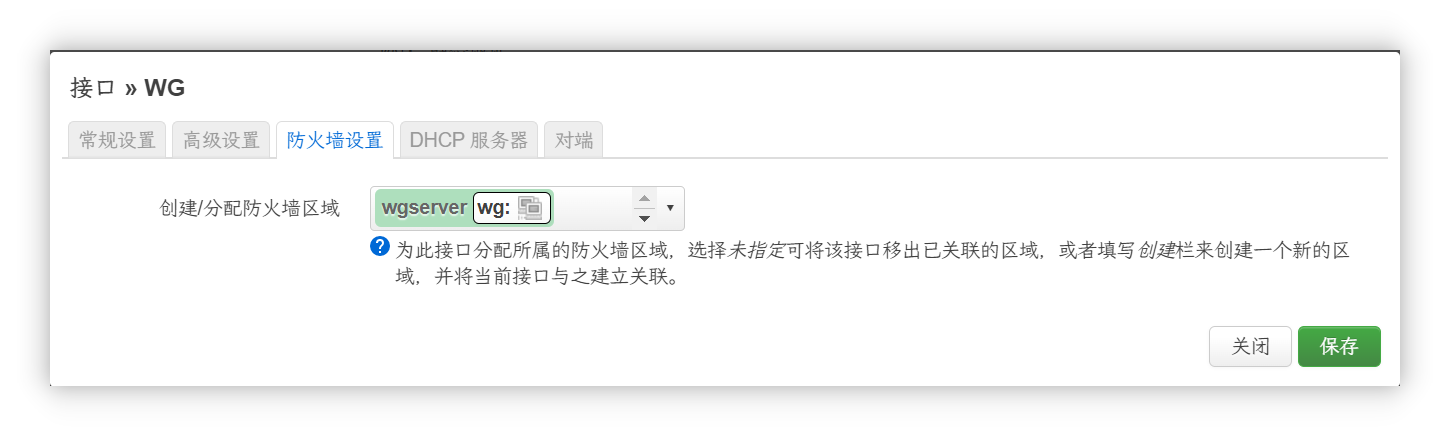 接口 » WG
常规设置 高级设置 防火墙设置 DHCP 服务器 对端
创建/分配防火墙区域 wgserver wg:
为此接口分配所属的防火墙区域，选择未指定可将该接口移出已关联的区域，或者填写创建栏来创建一个新的区
域，并将当前接口与之建立关联。
关闭 保存